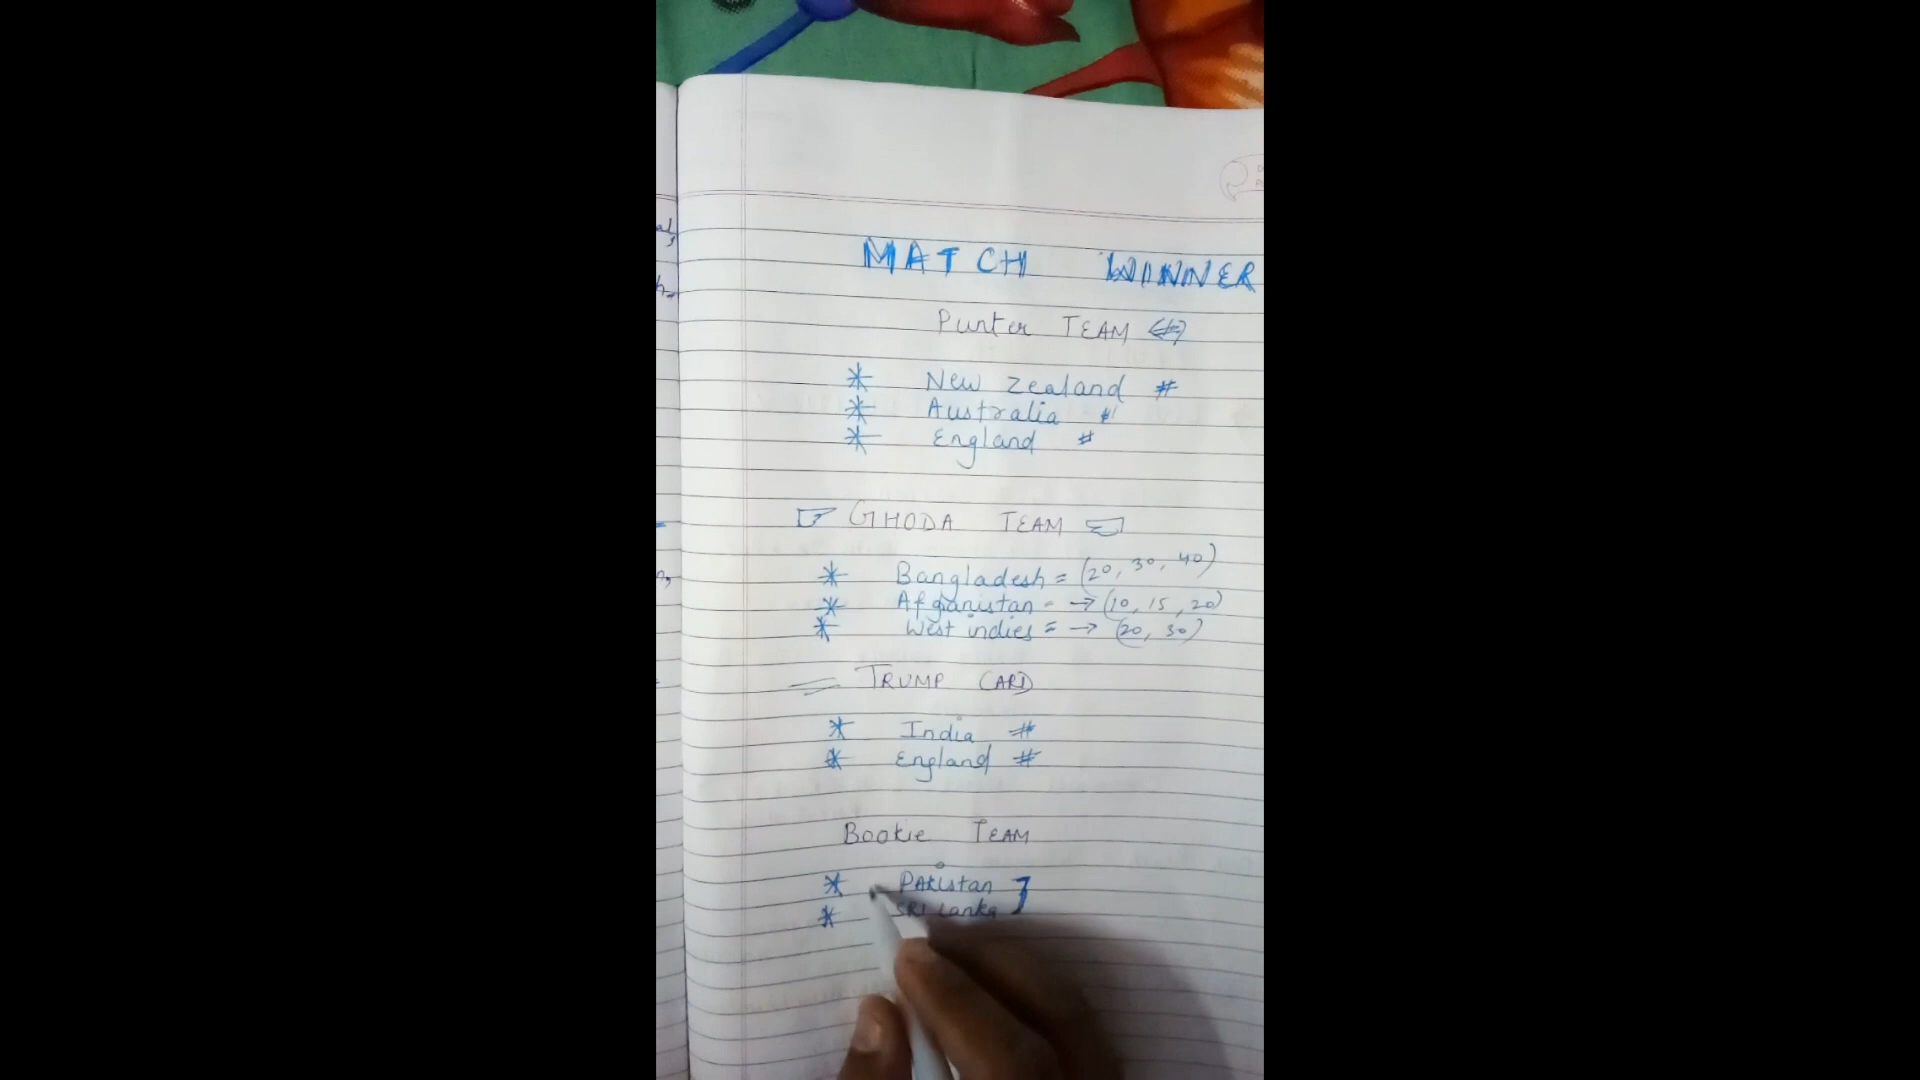 MATCH WINNER
Punter TEAM
* New Zealand #
* Australia #
* England #
GHODA TEAM
* Bangladesh = (20, 30, 40)
* Afganistan - → (10, 15, 20)
* West indies = → (20, 30)
TRUMP CARD
* India #
* England #
Bookie TEAM
* Pakistan
* SRI Lanka